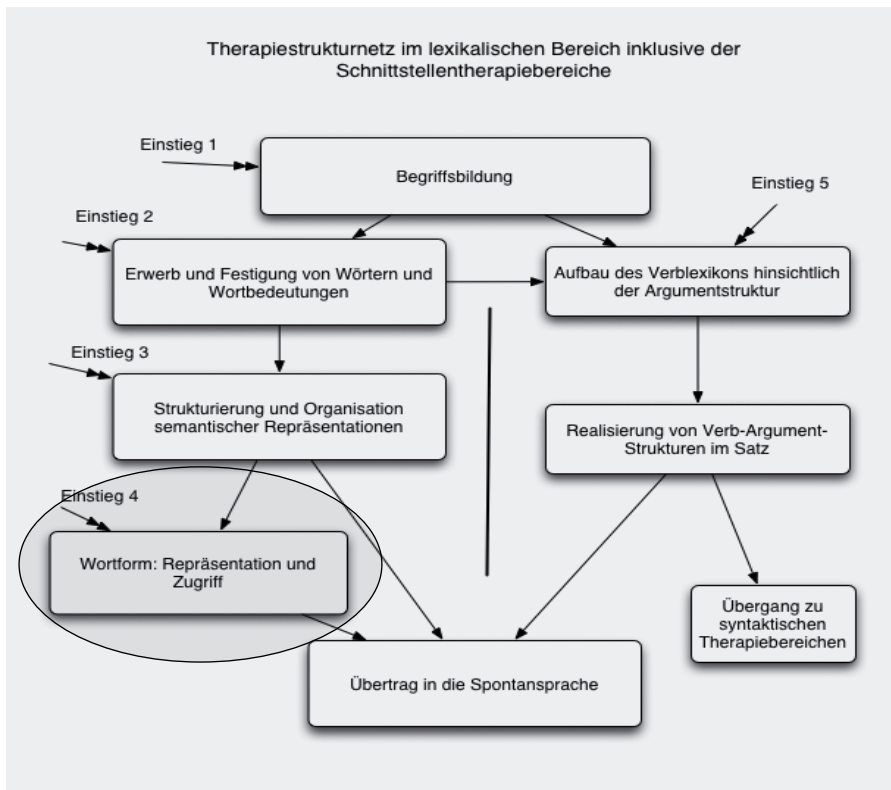 Therapiestrukturnetz im lexikalischen Bereich inklusive der
Schnittstellentherapiebereiche
Einstieg 1
Begriffsbildung
Einstieg 5
Einstieg 2
Erwerb und Festigung von Wörtern und
Wortbedeutungen
Aufbau des Verblexikons hinsichtlich
der Argumentstruktur
Einstieg 3
Strukturierung und Organisation
semantischer Repräsentationen
Realisierung von Verb-Argument-
Strukturen im Satz
Einstieg 4
Wortform: Repräsentation und
Zugriff
Übergang zu
syntaktischen
Therapiebereichen
Übertrag in die Spontansprache